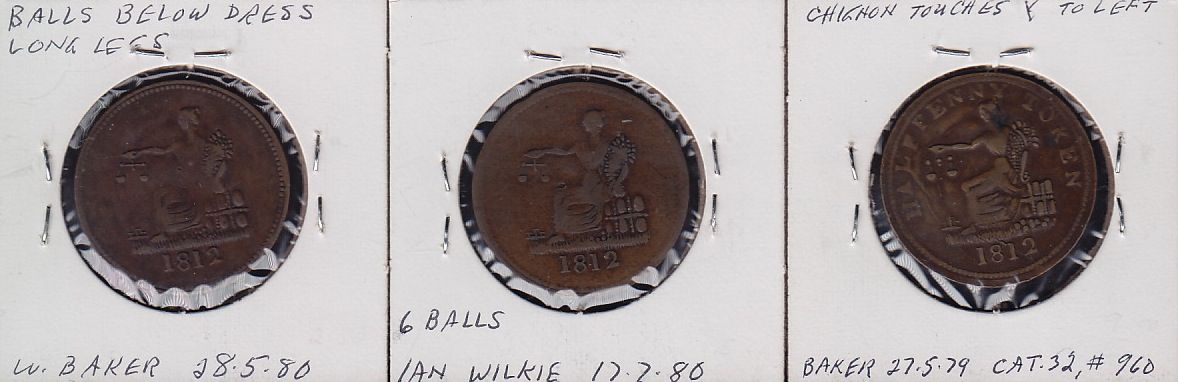 BALLS BELOW DRESS
LONG LEGS
1812
W. BAKER 28.5.80
1812
6 BALLS
IAN WILKIE 17.7.80
CHIGNON TOUCHES & TO LEFT
HALFPENNY TOKEN
1812
BAKER 27.5.79 CAT.32, # 960